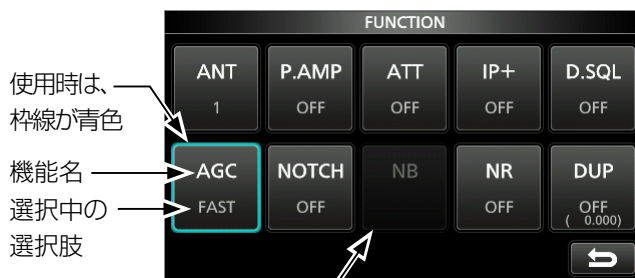 FUNCTION
ANT
P.AMP
ATT
IP+
D.SQL
1
OFF
OFF
OFF
OFF
使用時は、
枠線が青色
機能名
選択中の
選択肢
AGC
NOTCH
NB
NR
DUP
FAST
OFF
OFF
OFF
( 0.000)